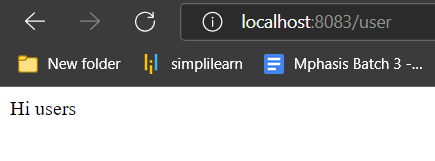 localhost:8083/user
New folder
simplilearn
Mphasis Batch 3 -...
Hi users